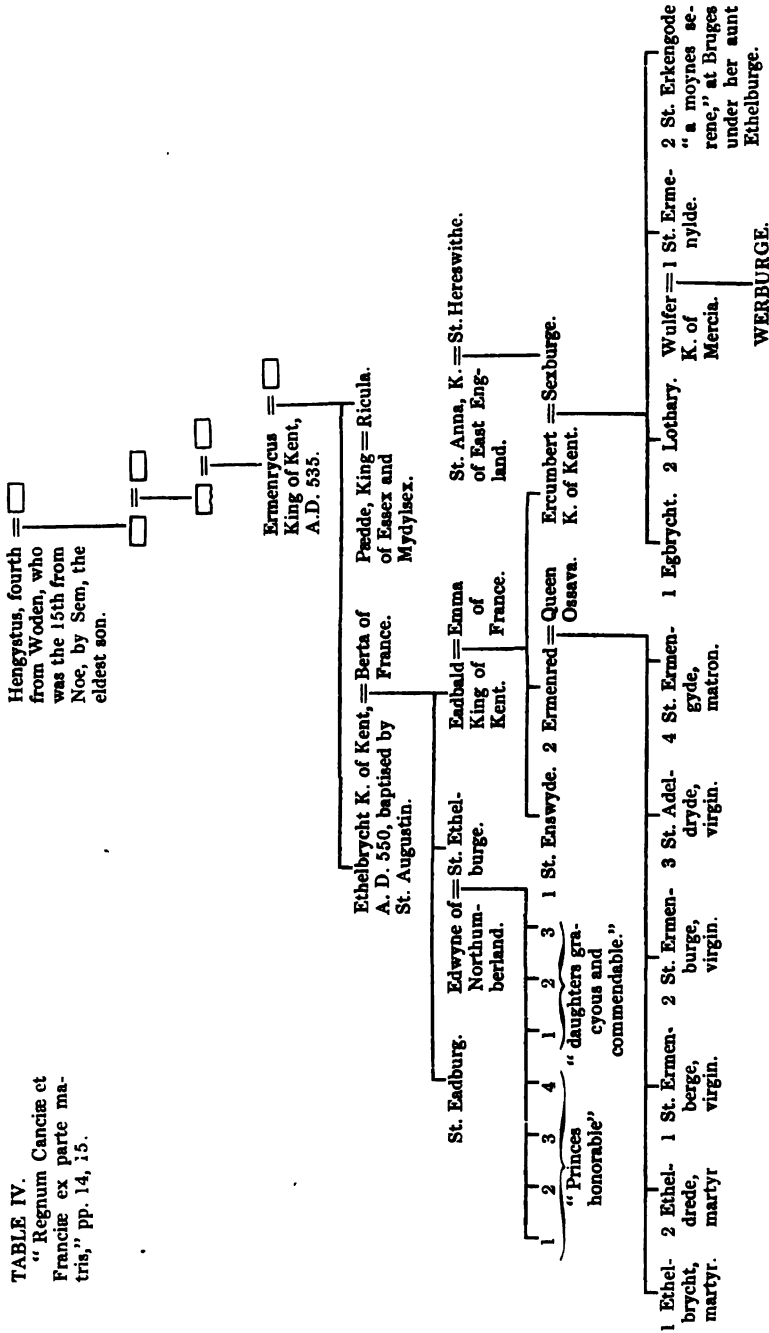 TABLE IV.
"Regnum Canciæ et
Franciæ ex parte ma-
tris," pp. 14, 15.
Hengystus, fourth =
from Woden, who
was the 15th from
Noe, by Sem, the
eldest son.
=
=
Ermenrycus =
King of Kent,
A.D. 535.
Ethelbrycht K. of Kent, = Berta of
A. D. 550, baptised by France.
St. Augustin.
Pædde, King = Ricula.
of Essex and
Mydylsex.
St. Eadburg.
Edwyne of = St. Ethel-
Northum- burge.
berland.
Eadbald = Emma
King of of
Kent. France.
St. Anna, K. = St. Hereswithe.
of East Eng-
land.
1 2 3 4
"Princes
honorable"
1 2 3
"daughters gra-
cyous and
commendable."
1 St. Enswyde. 2 Ermenred = Queen
Ossava.
Ercumbert = Sexburge.
K. of Kent.
1 Ethel-
brycht,
martyr.
2 Ethel-
drede,
martyr
1 St. Ermen-
berge,
virgin.
2 St. Ermen-
burge,
virgin.
3 St. Adel-
dryde,
virgin.
4 St. Ermen-
gyde,
matron.
1 Egbrycht. 2 Lothary. Wulfer = 1 St. Erme-
K. of nylde.
Mercia.
2 St. Erkengode
"a moynes se-
rene," at Bruges
under her aunt
Ethelburge.
WERBURGE.